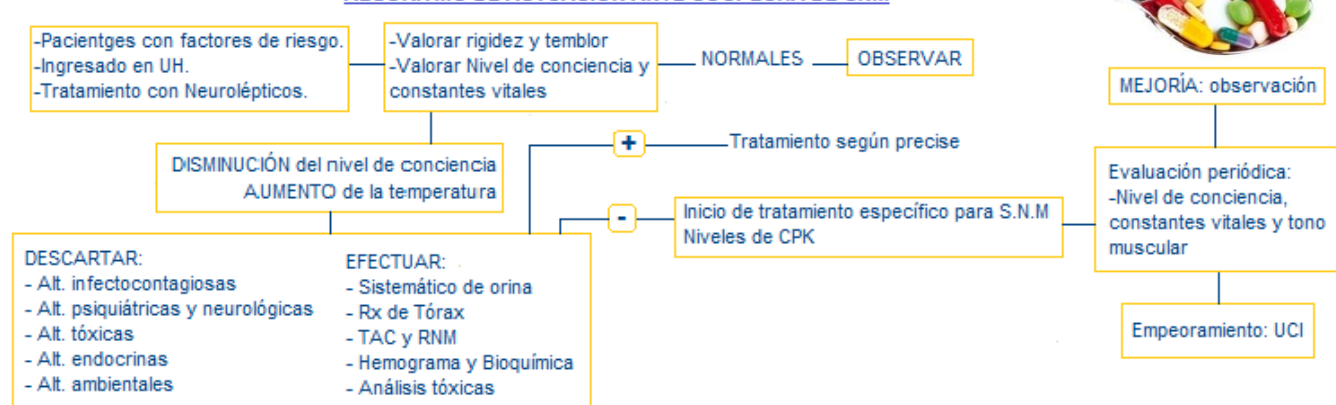 -Pacientges con factores de riesgo.
-Ingresado en UH.
-Tratamiento con Neurolépticos.
-Valorar rigidez y temblor
-Valorar Nivel de conciencia y
constantes vitales
NORMALES
OBSERVAR
MEJORÍA: observación
DISMINUCIÓN del nivel de conciencia
AUMENTO de la temperatura
+
Tratamiento según precise
-
Inicio de tratamiento específico para S.N.M
Niveles de CPK
Evaluación periódica:
-Nivel de conciencia,
constantes vitales y tono
muscular
Empeoramiento: UCI
DESCARTAR:
- Alt. infectocontagiosas
- Alt. psiquiátricas y neurológicas
- Alt. tóxicas
- Alt. endocrinas
- Alt. ambientales
EFECTUAR:
- Sistemático de orina
- Rx de Tórax
- TAC y RNM
- Hemograma y Bioquímica
- Análisis tóxicas